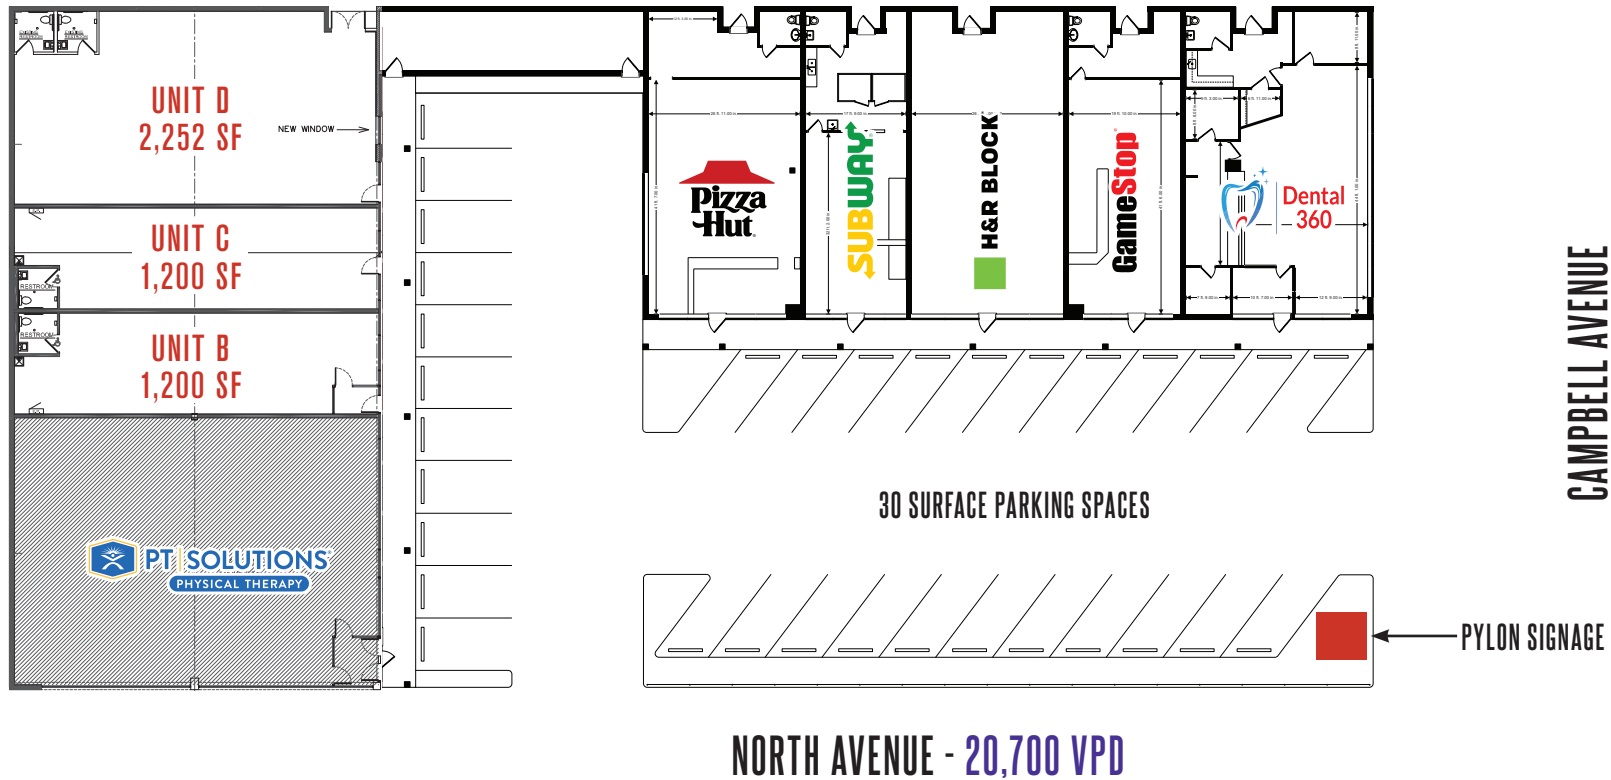 UNIT D
2,252 SF
NEW WINDOW
UNIT C
1,200 SF
RESTROOM
RESTROOM
UNIT B
1,200 SF
PT SOLUTIONS
PHYSICAL THERAPY
Pizza
Hut
SUBWAY
H&R BLOCK
GameStop
Dental
360
30 SURFACE PARKING SPACES
CAMPBELL AVENUE
PYLON SIGNAGE
NORTH AVENUE - 20,700 VPD